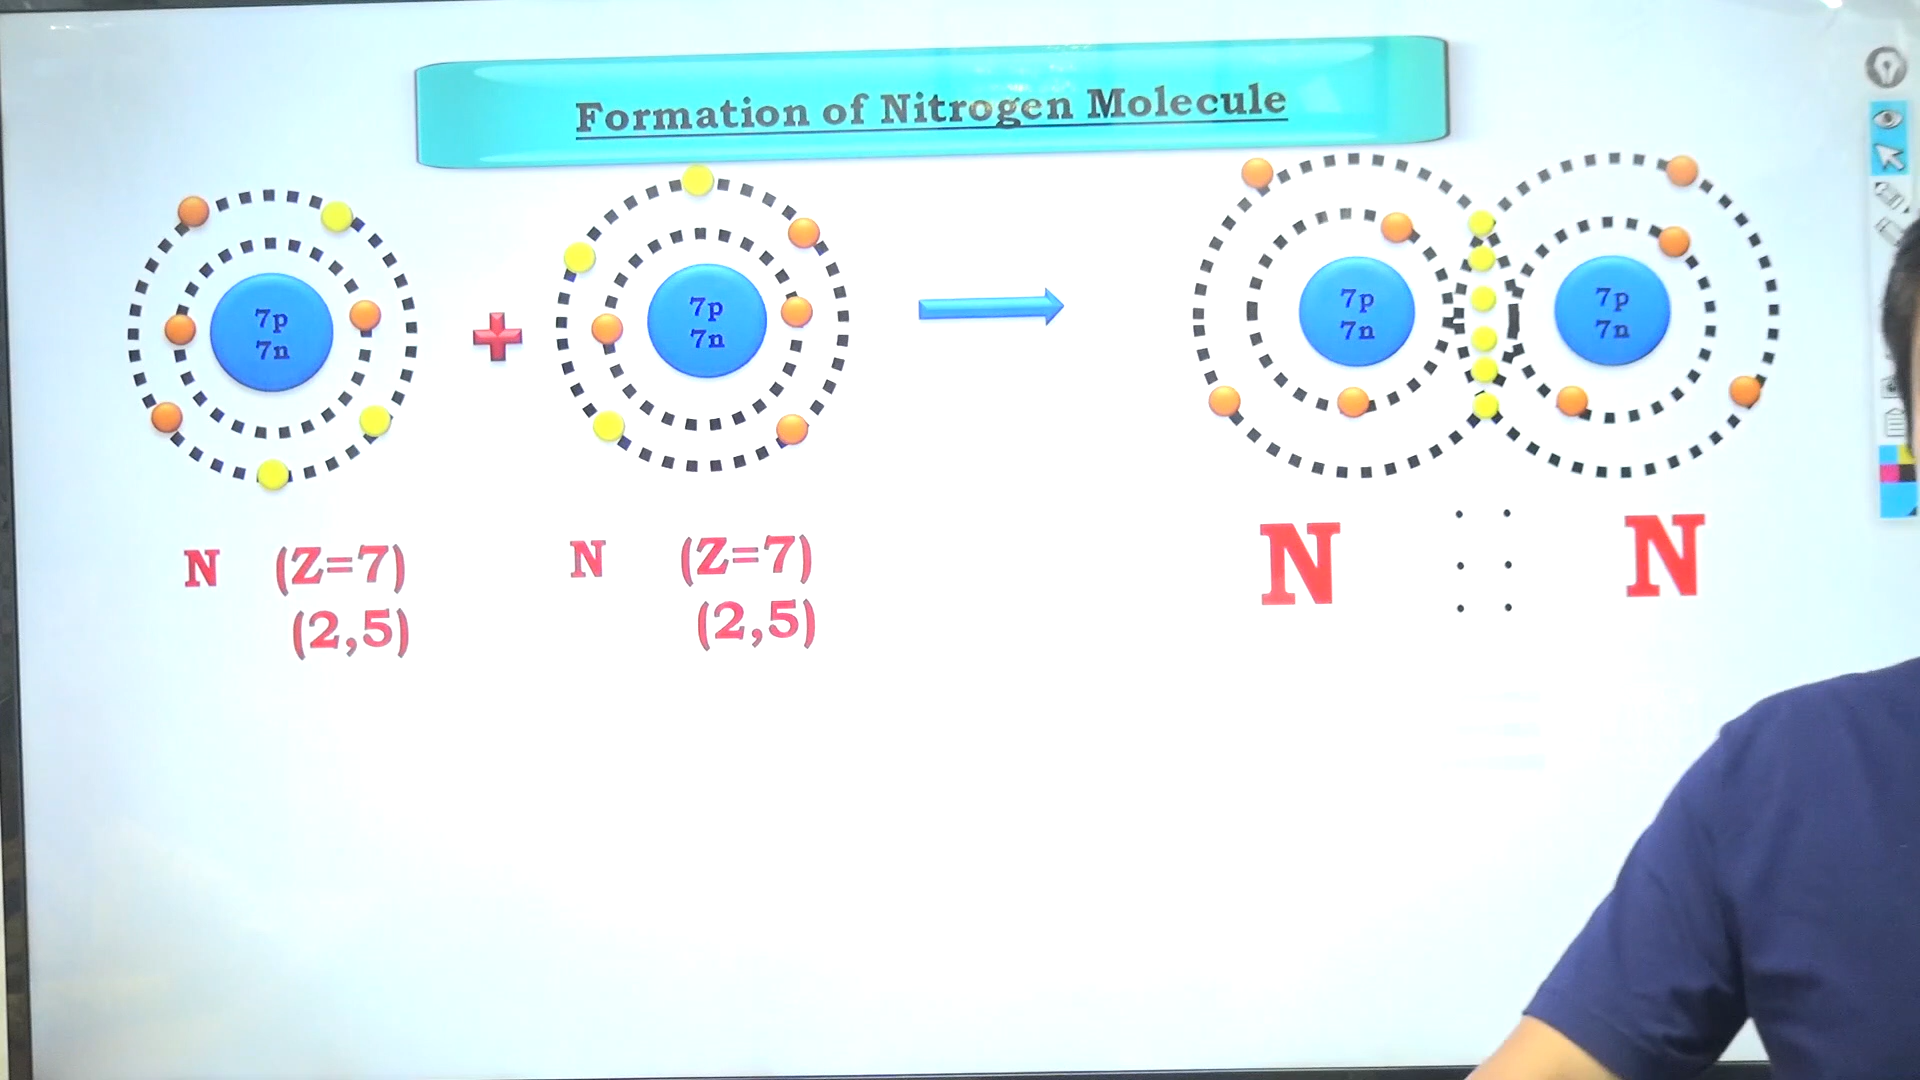 Formation of Nitrogen Molecule
7p
7n
7p
7n
7p
7n
7p
7n
N (Z=7)
(2,5)
N (Z=7)
(2,5)
N : : : N